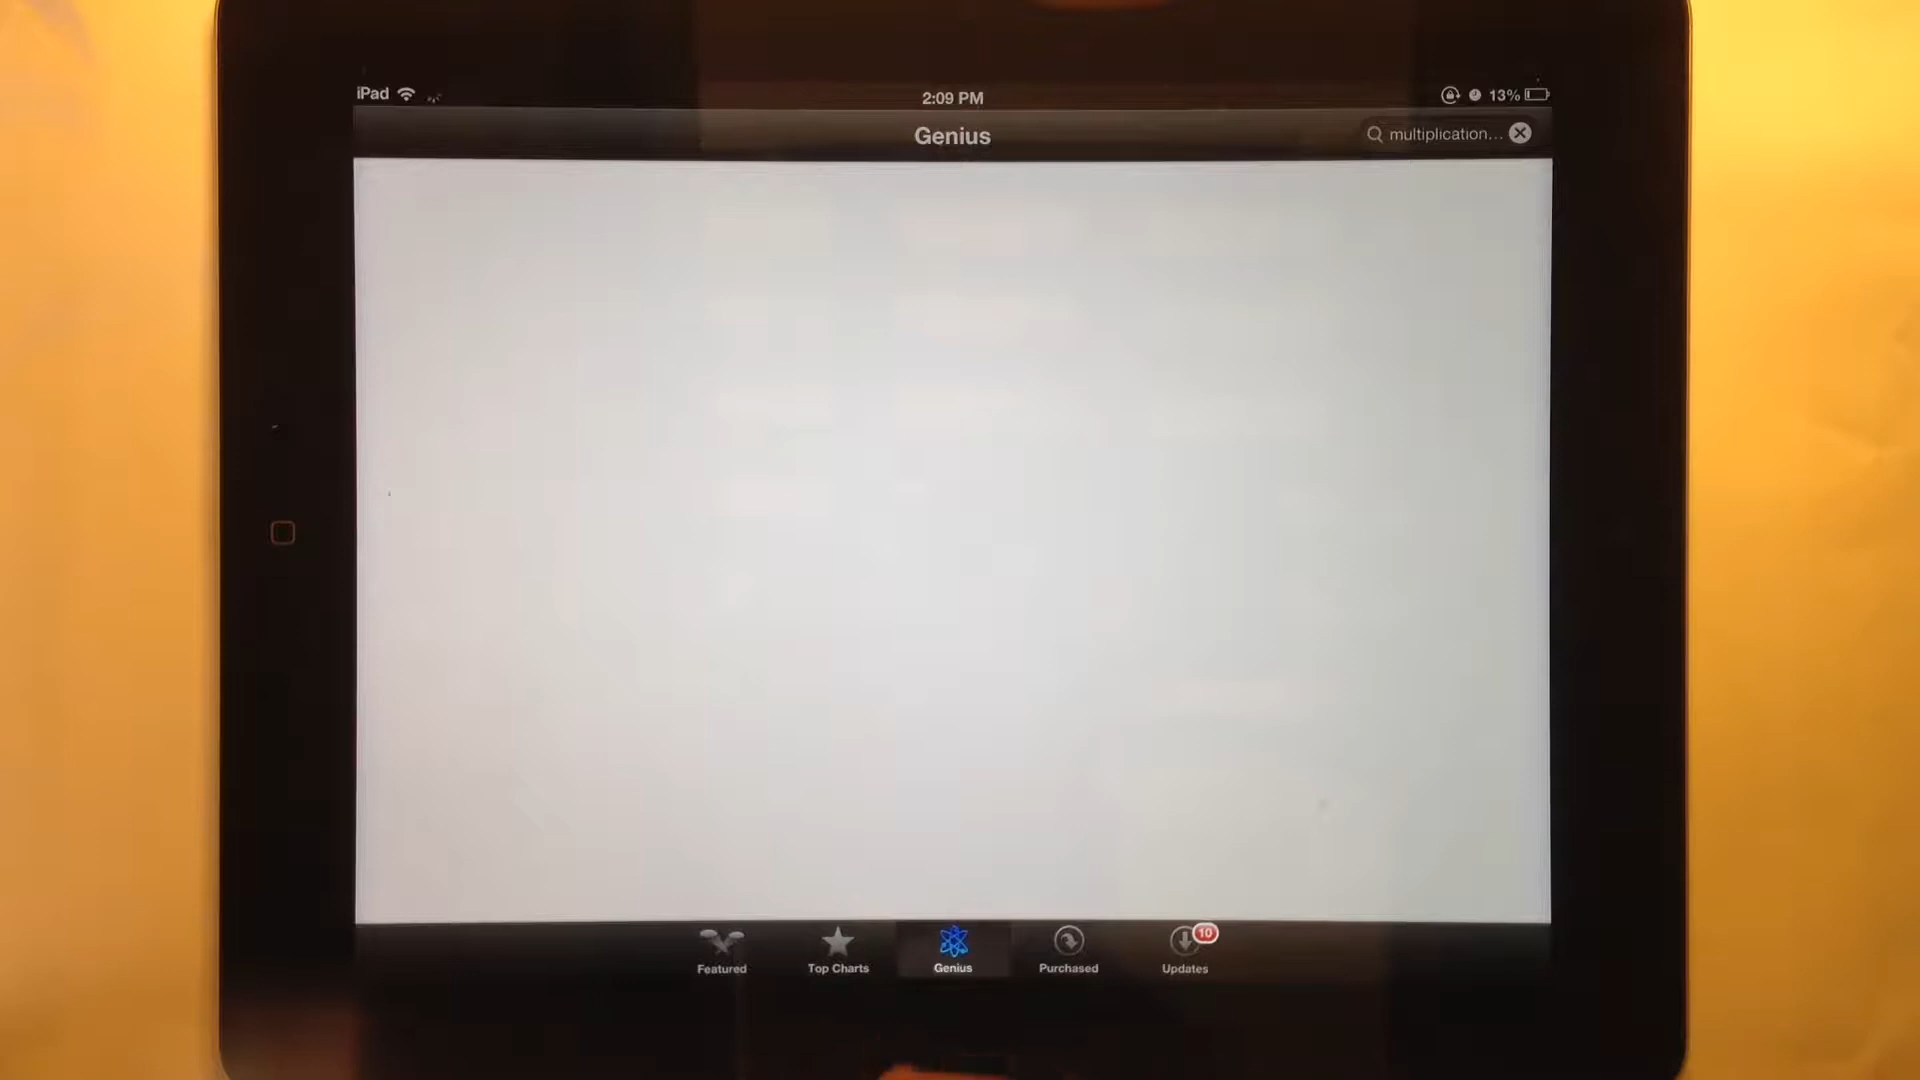 iPad 2:09 PM 13%
Genius multiplication...
Featured Top Charts Genius Purchased Updates 10